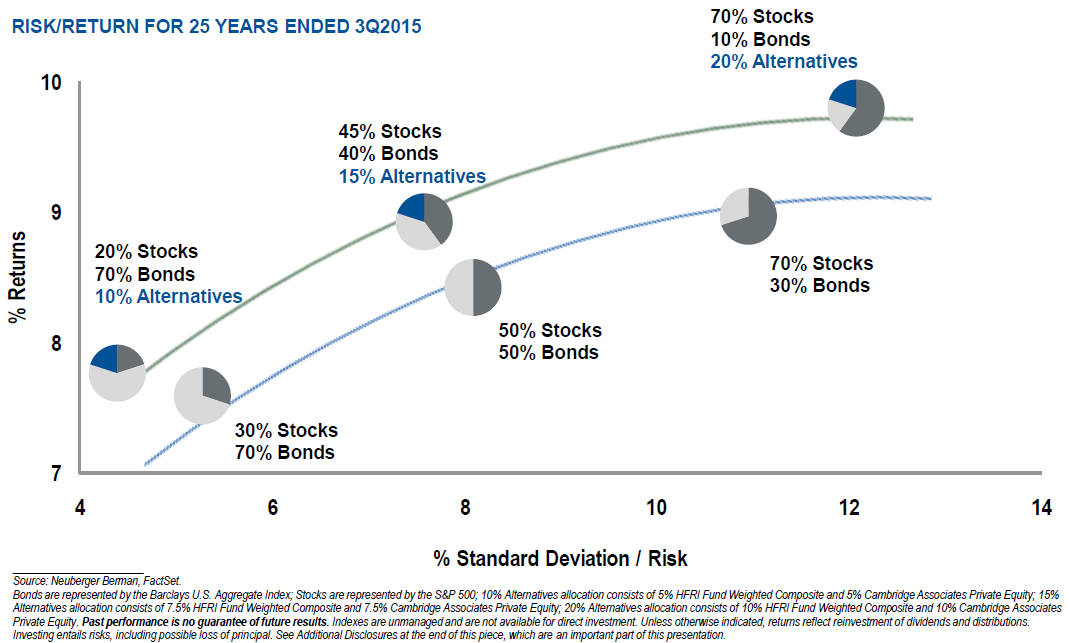 RISK/RETURN FOR 25 YEARS ENDED 3Q2015
70% Stocks
10% Bonds
20% Alternatives
45% Stocks
40% Bonds
15% Alternatives
20% Stocks
70% Bonds
10% Alternatives
70% Stocks
30% Bonds
50% Stocks
50% Bonds
30% Stocks
70% Bonds
% Returns
10
9
8
7
4
6
8
10
12
14
% Standard Deviation / Risk
Source: Neuberger Berman, FactSet.
Bonds are represented by the Barclays U.S. Aggregate Index; Stocks are represented by the S&P 500; 10% Alternatives allocation consists of 5% HFRI Fund Weighted Composite and 5% Cambridge Associates Private Equity; 15%
Alternatives allocation consists of 7.5% HFRI Fund Weighted Composite and 7.5% Cambridge Associates Private Equity; 20% Alternatives allocation consists of 10% HFRI Fund Weighted Composite and 10% Cambridge Associates
Private Equity. Past performance is no guarantee of future results. Indexes are unmanaged and are not available for direct investment. Unless otherwise indicated, returns reflect reinvestment of dividends and distributions.
Investing entails risks, including possible loss of principal. See Additional Disclosures at the end of this piece, which are an important part of this presentation.